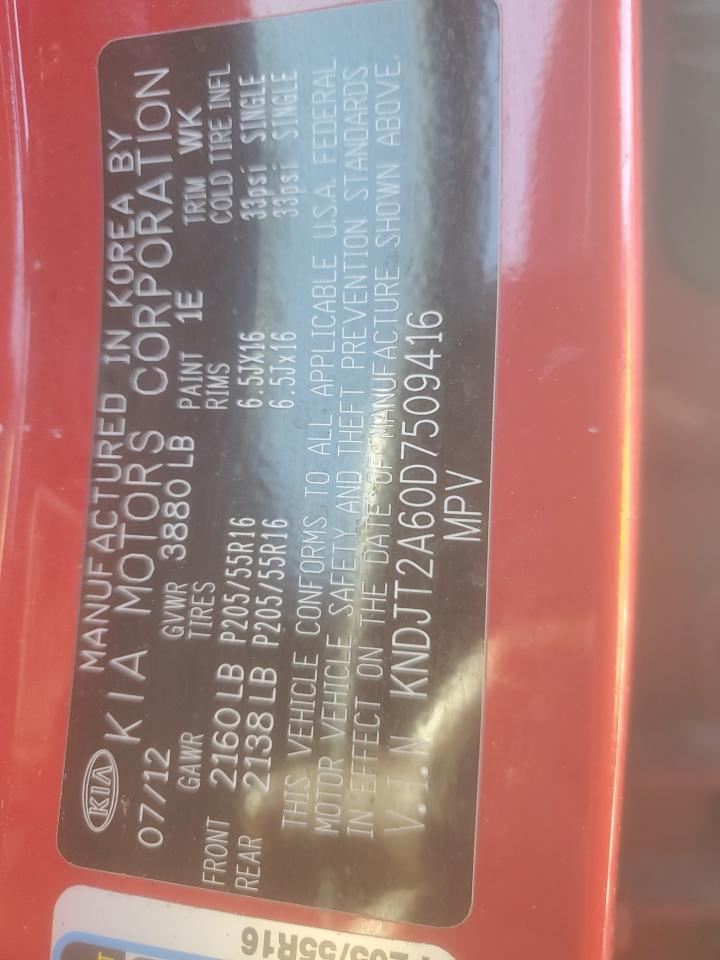 KIA MANUFACTURED IN KOREA BY
KIA MOTORS CORPORATION
07/12 GVWR 3880 LB PAINT 1E TRIM WK
GAWR TIRES RIMS COLD TIRE INFL
FRONT 2160 LB P205/55R16 6.5JX16 33psi SINGLE
REAR 2138 LB P205/55R16 6.5Jx16 33psi SINGLE
THIS VEHICLE CONFORMS TO ALL APPLICABLE U.S.A. FEDERAL
MOTOR VEHICLE SAFETY AND THEFT PREVENTION STANDARDS
IN EFFECT ON THE DATE OF MANUFACTURE SHOWN ABOVE.
V.I.N KNDJT2A60D7509416
MPV
205/55R16